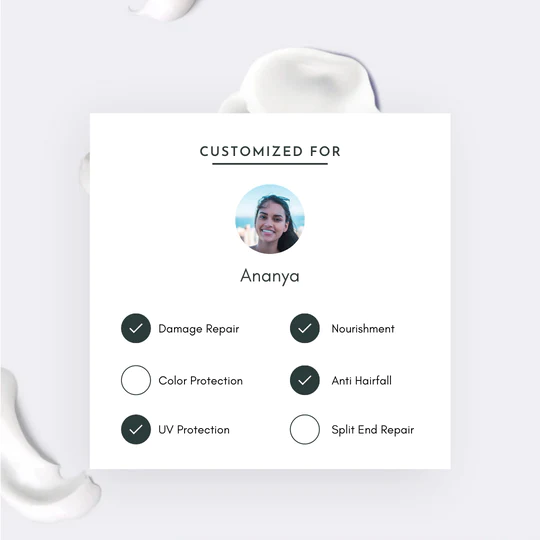 CUSTOMIZED FOR
Ananya
Damage Repair
Nourishment
Color Protection
Anti Hairfall
UV Protection
Split End Repair